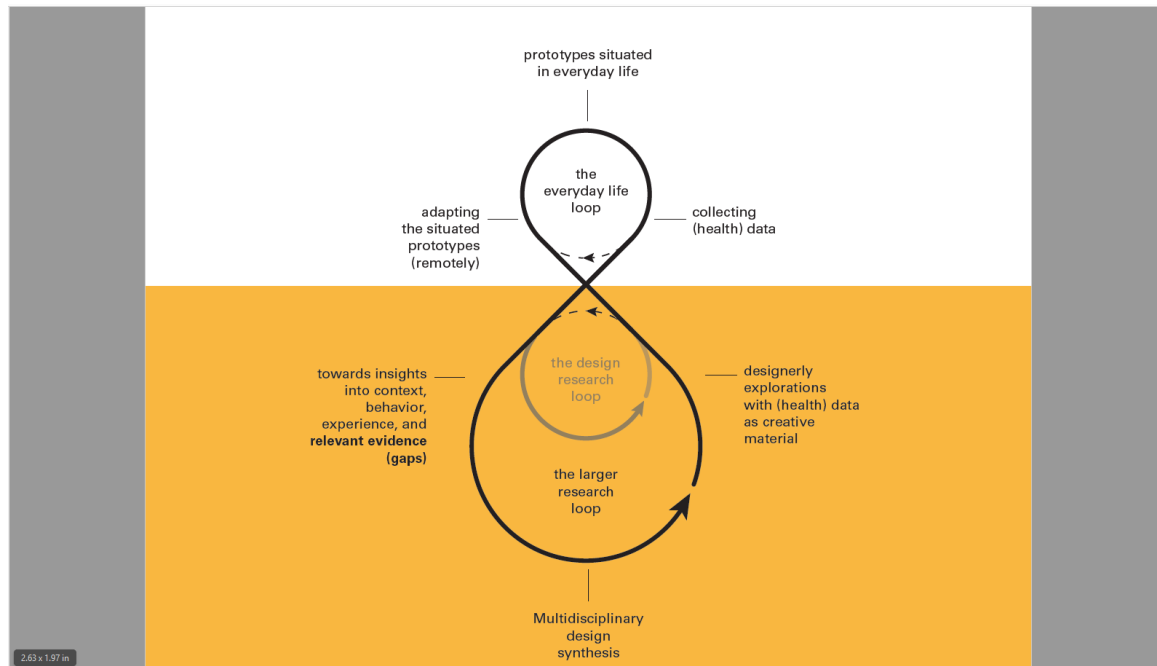 prototypes situated
in everyday life
the
everyday life
loop
adapting
the situated
prototypes
(remotely)
collecting
(health) data
the design
research
loop
towards insights
into context,
behavior,
experience, and
relevant evidence
(gaps)
designerly
explorations
with (health) data
as creative
material
the larger
research
loop
Multidisciplinary
design
synthesis
2.63 x 1.97 in